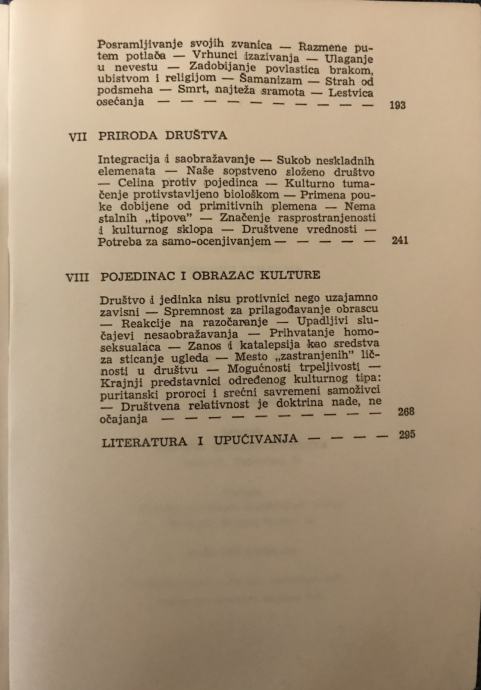 Posramljivanje svojih zvanica — Razmene pu-
tem potlača — Vrhunci izazivanja — Ulaganje
u nevestu — Zadobijanje povlastica brakom,
ubistvom i religijom — Šamanizam — Strah od
podsmeha — Smrt, najteža sramota — Lestvica
osećanja — — — — — — — — — — 193
VII PRIRODA DRUŠTVA
Integracija i saobražavanje — Sukob neskladnih
elemenata — Naše sopstveno složeno društvo
— Celina protiv pojedinca — Kulturno tuma-
čenje protivstavljeno biološkom — Primena pou-
ke dobijene od primitivnih plemena — Nema
stalnih „tipova" — Značenje rasprostranjenosti
i kulturnog sklopa — Društvene vrednosti —
Potreba za samo-ocenjivanjem — — — — — 241
VIII POJEDINAC I OBRAZAC KULTURE
Društvo i jedinka nisu protivnici nego uzajamno
zavisni — Spremnost za prilagođavanje obrascu
— Reakcije na razočaranje — Upadljivi slu-
čajevi nesaobražavanja — Prihvatanje homo-
seksualaca — Zanos i katalepsija kao sredstva
za sticanje ugleda — Mesto „zastranjenih" lič-
nosti u društvu — Mogućnosti trpeljivosti —
Krajnji predstavnici određenog kulturnog tipa:
puritanski proroci i srećni savremeni samoživci
— Društvena relativnost je doktrina nade, ne
očajanja — — — — — — — — — — 268
LITERATURA I UPUĆIVANJA — — — — 295